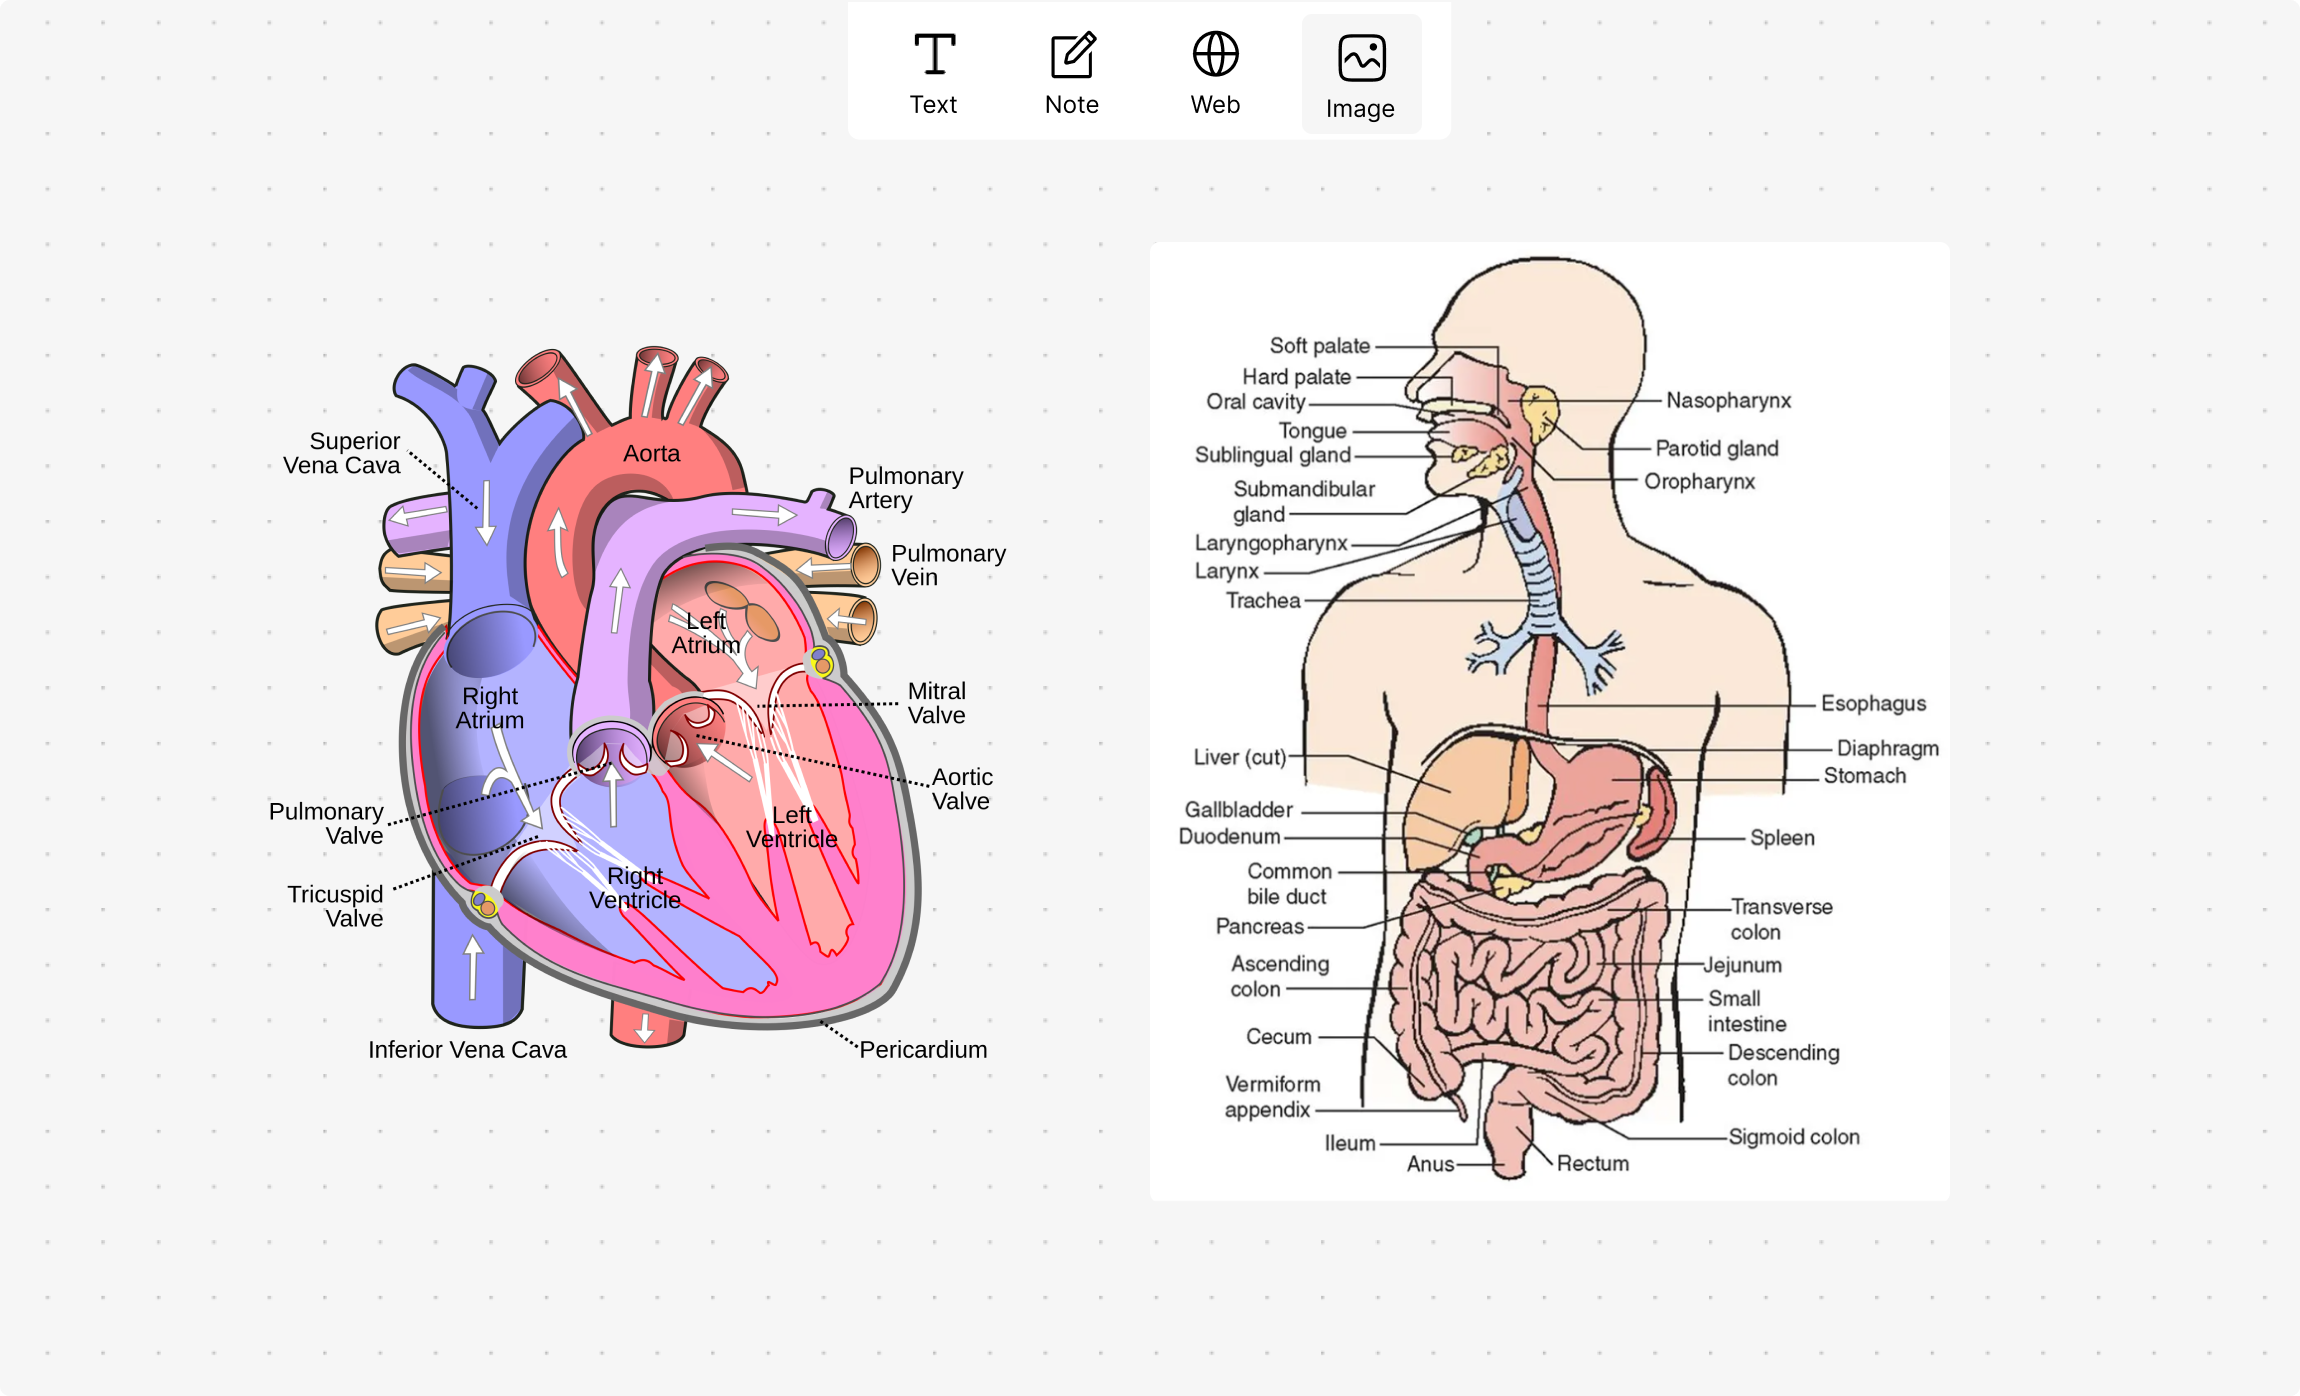 Text
Note
Web
Image
Superior
Vena Cava
Aorta
Pulmonary
Artery
Pulmonary
Vein
Left
Atrium
Right
Atrium
Mitral
Valve
Aortic
Valve
Pulmonary
Valve
Left
Ventricle
Tricuspid
Valve
Right
Ventricle
Inferior Vena Cava
Pericardium
Soft palate
Hard palate
Oral cavity
Tongue
Sublingual gland
Submandibular
gland
Laryngopharynx
Larynx
Trachea
Liver (cut)
Gallbladder
Duodenum
Common
bile duct
Pancreas
Ascending
colon
Cecum
Vermiform
appendix
Ileum
Anus
Nasopharynx
Parotid gland
Oropharynx
Esophagus
Diaphragm
Stomach
Spleen
Transverse
colon
Jejunum
Small
intestine
Descending
colon
Sigmoid colon
Rectum